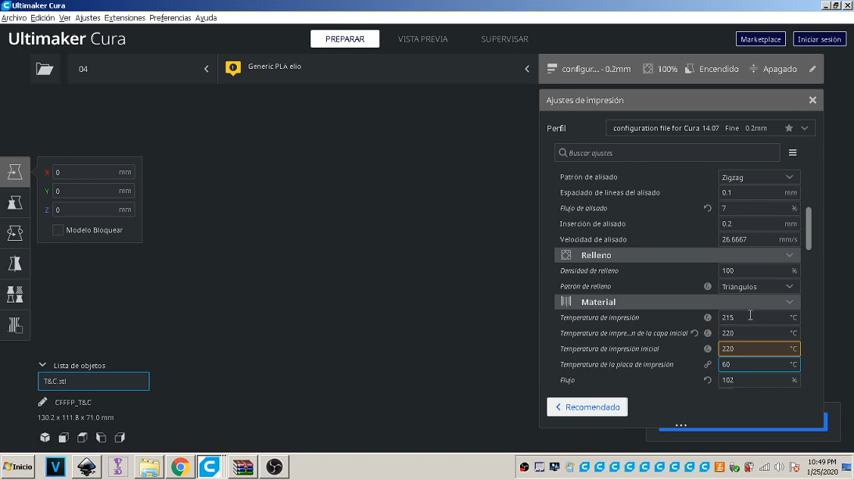 Ultimaker Cura
Archivo Edición Ver Ajustes Extensiones Preferencias Ayuda
Ultimaker Cura
PREPARAR
VISTA PREVIA
SUPERVISAR
Marketplace
Iniciar sesión
04
Generic PLA elio
configur... - 0.2mm
100%
Encendido
Apagado
Ajustes de impresión
Perfil
configuration file for Cura 14.07 Fine 0.2mm
Buscar ajustes
X 0 mm
Y 0 mm
Z 0 mm
Modelo Bloquear
Patrón de alisado Zigzag
Espaciado de líneas del alisado 0.1 mm
Flujo de alisado 7 %
Inserción de alisado 0.2 mm
Velocidad de alisado 26.6667 mm/s
Relleno
Densidad de relleno 100 %
Patrón de relleno Triángulos
Material
Temperatura de impresión 215 °C
Temperatura de impre...n de la capa inicial 220 °C
Temperatura de impresión inicial 220 °C
Temperatura de la placa de impresión 60 °C
Flujo 102 %
Recomendado
Lista de objetos
T&C.stl
CFFFP_T&C
130.2 x 111.8 x 71.0 mm
Inicio
10:49 PM
1/25/2020